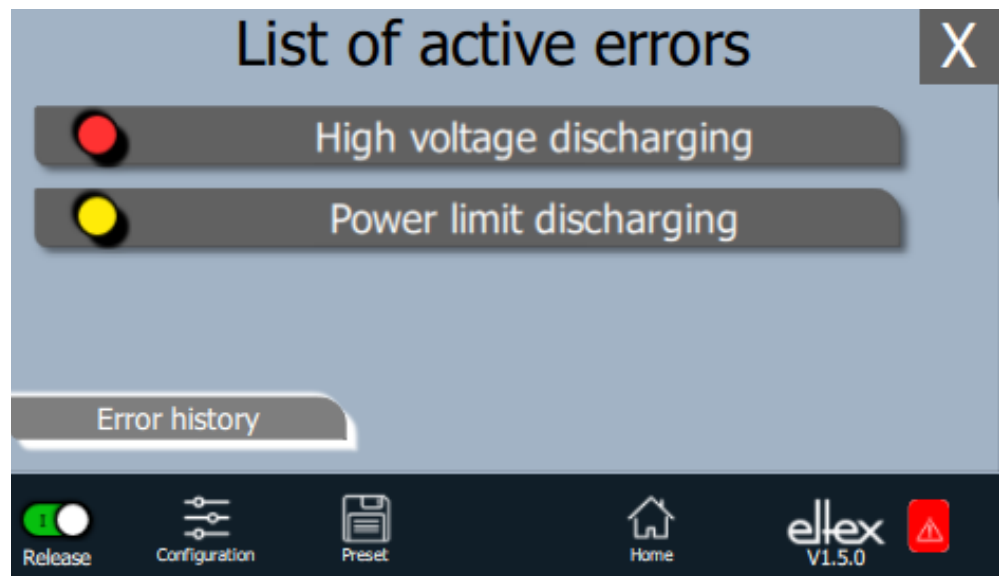 List of active errors
X
High voltage discharging
Power limit discharging
Error history
I
Release
Configuration
Preset
Home
eltex
V1.5.0